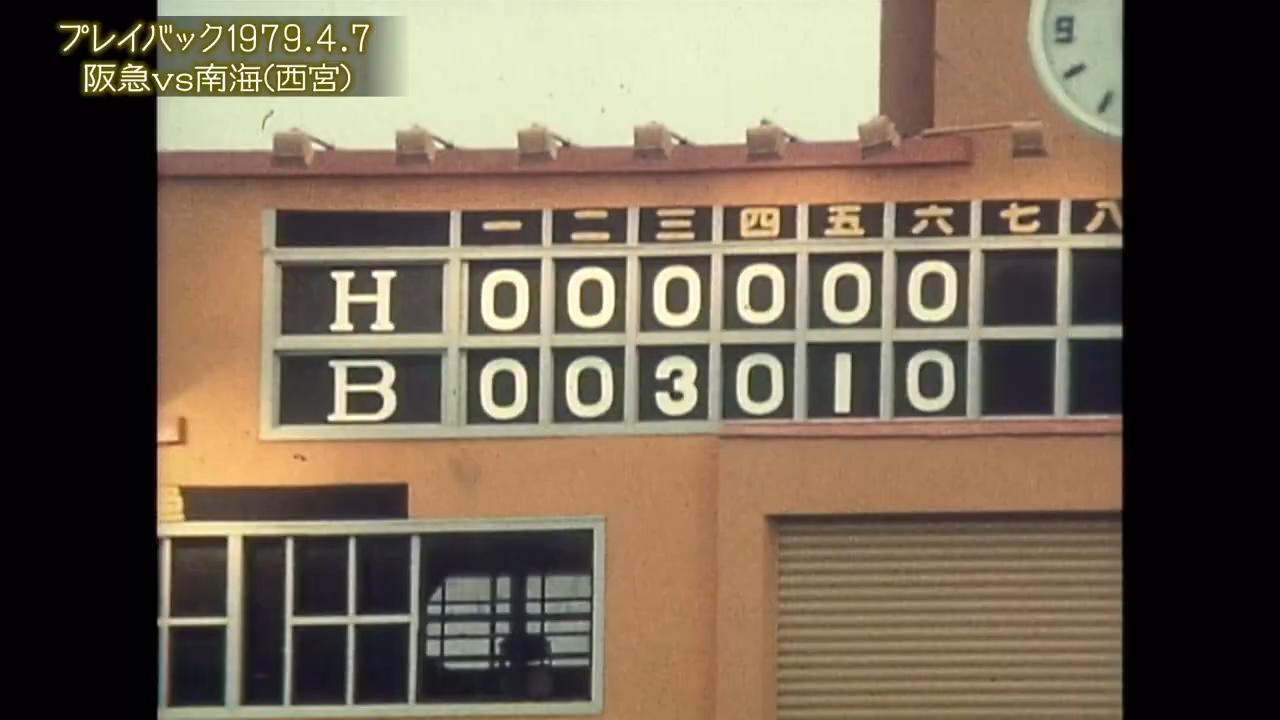 プレイバック1979.4.7
阪急vs南海(西宮)
9
一 二 三 四 五 六 七 八
H 0 0 0 0 0 0
B 0 0 3 0 1 0